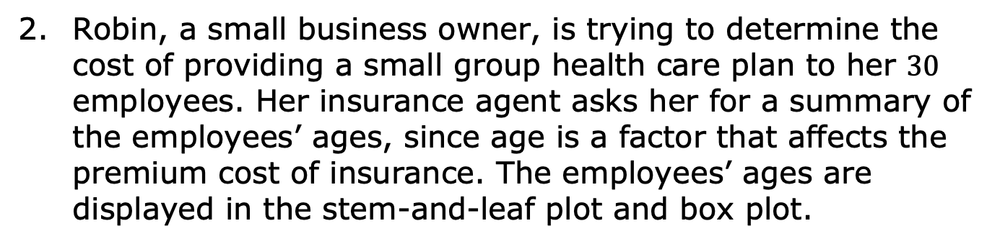 2. Robin, a small business owner, is trying to determine the
cost of providing a small group health care plan to her 30
employees. Her insurance agent asks her for a summary of
the employees’ ages, since age is a factor that affects the
premium cost of insurance. The employees’ ages are
displayed in the stem-and-leaf plot and box plot.